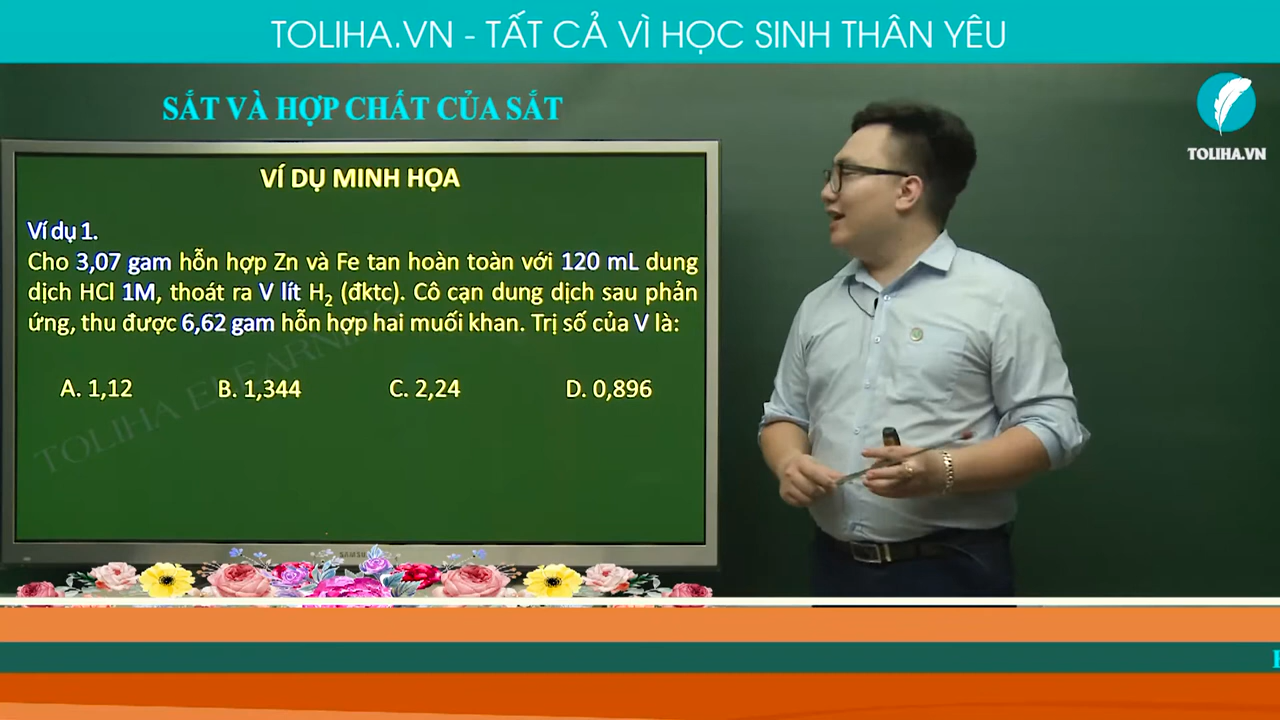 TOLIHA.VN - TẤT CẢ VÌ HỌC SINH THÂN YÊU
SẮT VÀ HỢP CHẤT CỦA SẮT
TOLIHA.VN
VÍ DỤ MINH HỌA
Ví dụ 1.
Cho 3,07 gam hỗn hợp Zn và Fe tan hoàn toàn với 120 mL dung
dịch HCl 1M, thoát ra V lít H₂ (đktc). Cô cạn dung dịch sau phản
ứng, thu được 6,62 gam hỗn hợp hai muối khan. Trị số của V là:
A. 1,12 B. 1,344 C. 2,24 D. 0,896